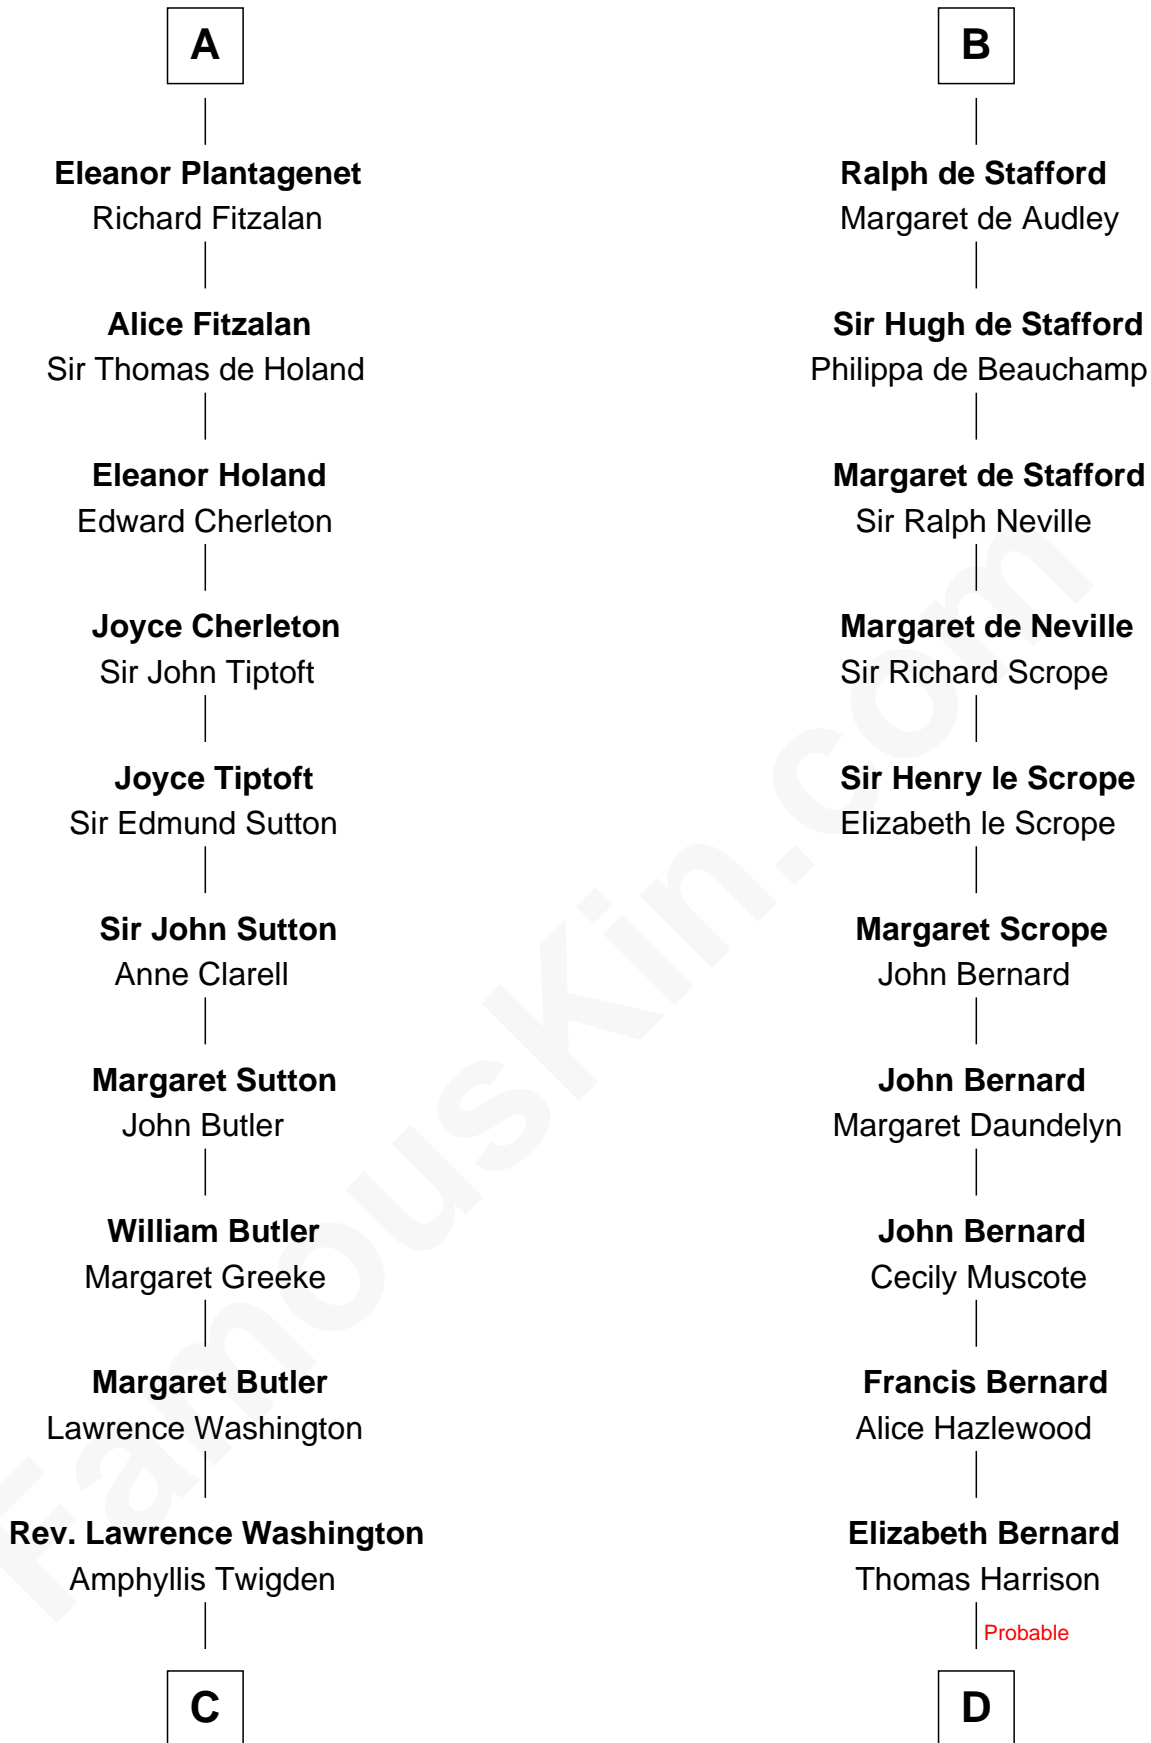 A
Eleanor Plantagenet
Richard Fitzalan
Alice Fitzalan
Sir Thomas de Holand
Eleanor Holand
Edward Cherleton
Joyce Cherleton
Sir John Tiptoft
Joyce Tiptoft
Sir Edmund Sutton
Sir John Sutton
Anne Clarell
Margaret Sutton
John Butler
William Butler
Margaret Greeke
Margaret Butler
Lawrence Washington
Rev. Lawrence Washington
Amphyllis Twigden
C
B
Ralph de Stafford
Margaret de Audley
Sir Hugh de Stafford
Philippa de Beauchamp
Margaret de Stafford
Sir Ralph Neville
Margaret de Neville
Sir Richard Scrope
Sir Henry le Scrope
Elizabeth le Scrope
Margaret Scrope
John Bernard
John Bernard
Margaret Daundelyn
John Bernard
Cecily Muscote
Francis Bernard
Alice Hazlewood
Elizabeth Bernard
Thomas Harrison
Probable
D
FamousKin.com